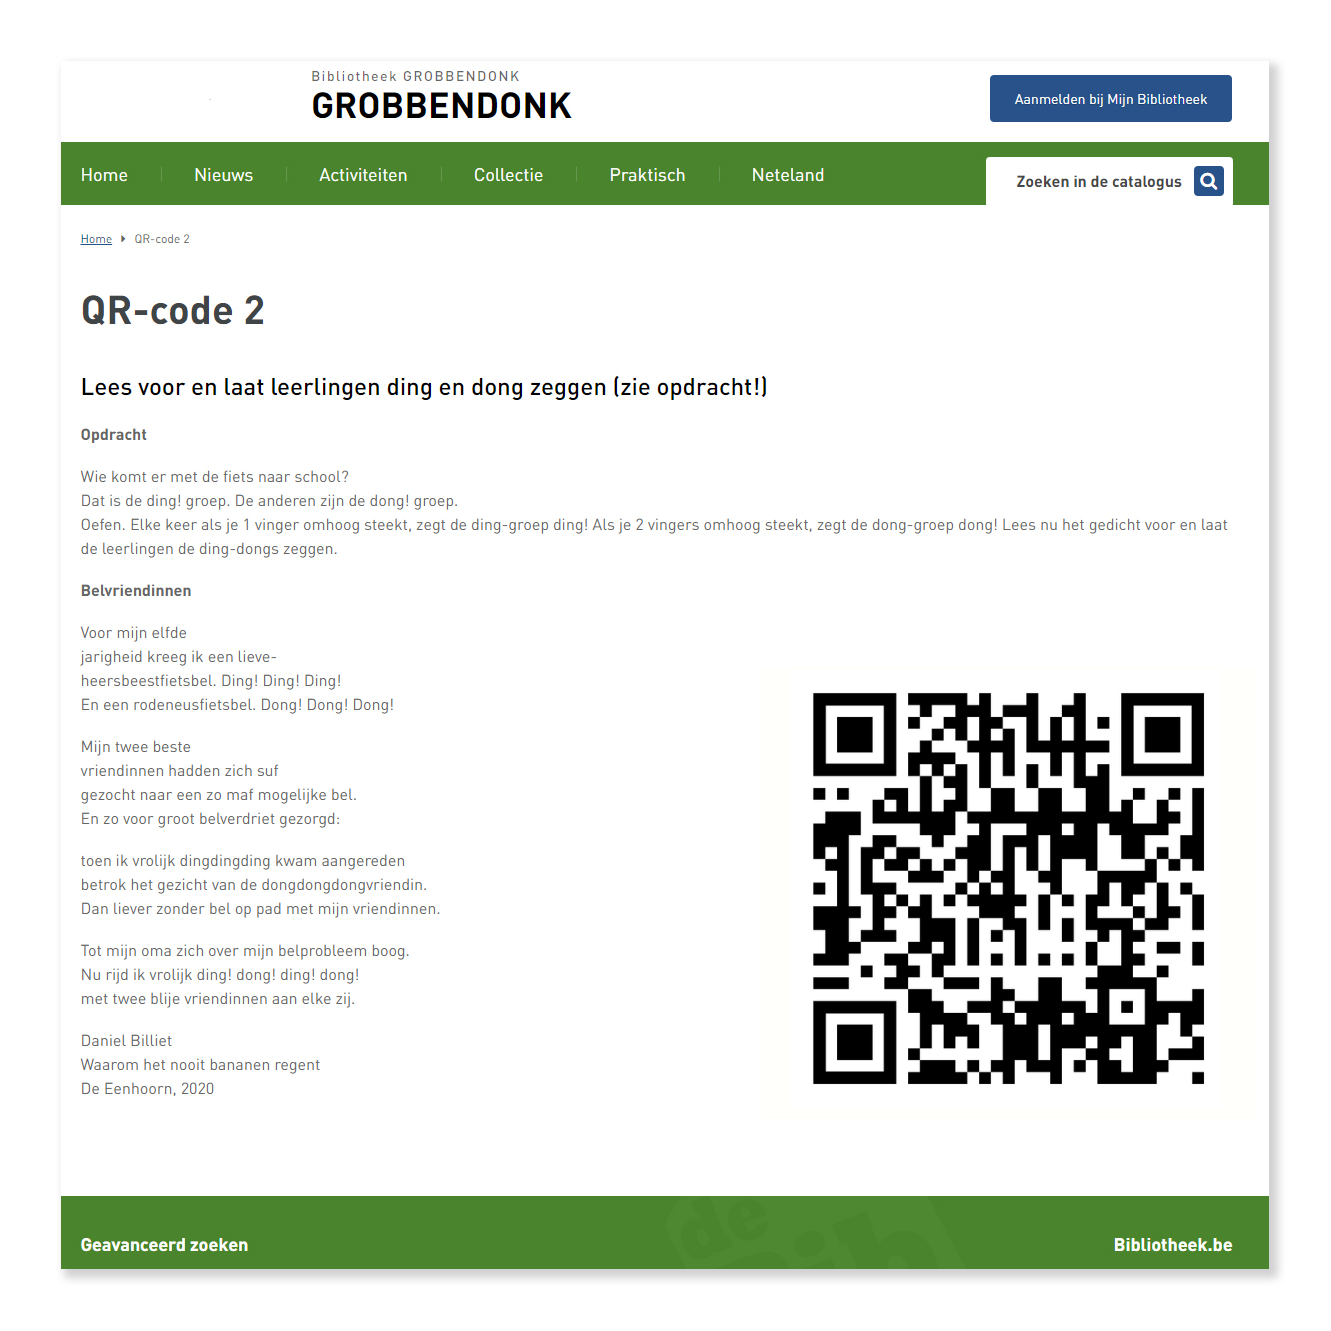 Bibliotheek GROBBENDONK
GROBBENDONK
Aanmelden bij Mijn Bibliotheek
Home
Nieuws
Activiteiten
Collectie
Praktisch
Neteland
Zoeken in de catalogus
Home QR-code 2
QR-code 2
Lees voor en laat leerlingen ding en dong zeggen (zie opdracht!)
Opdracht
Wie komt er met de fiets naar school?
Dat is de ding! groep. De anderen zijn de dong! groep.
Oefen. Elke keer als je 1 vinger omhoog steekt, zegt de ding-groep ding! Als je 2 vingers omhoog steekt, zegt de dong-groep dong! Lees nu het gedicht voor en laat
de leerlingen de ding-dongs zeggen.
Belvriendinnen
Voor mijn elfde
jarigheid kreeg ik een lieve-
heersbeestfietsbel. Ding! Ding! Ding!
En een rodeneusfietsbel. Dong! Dong! Dong!
Mijn twee beste
vriendinnen hadden zich suf
gezocht naar een zo maf mogelijke bel.
En zo voor groot belverdriet gezorgd:
toen ik vrolijk dingdingding kwam aangereden
betrok het gezicht van de dongdongdongvriendin.
Dan liever zonder bel op pad met mijn vriendinnen.
Tot mijn oma zich over mijn belprobleem boog.
Nu rijd ik vrolijk ding! dong! ding! dong!
met twee blije vriendinnen aan elke zij.
Daniel Billiet
Waarom het nooit bananen regent
De Eenhoorn, 2020
de
Geavanceerd zoeken
Bibliotheek.be